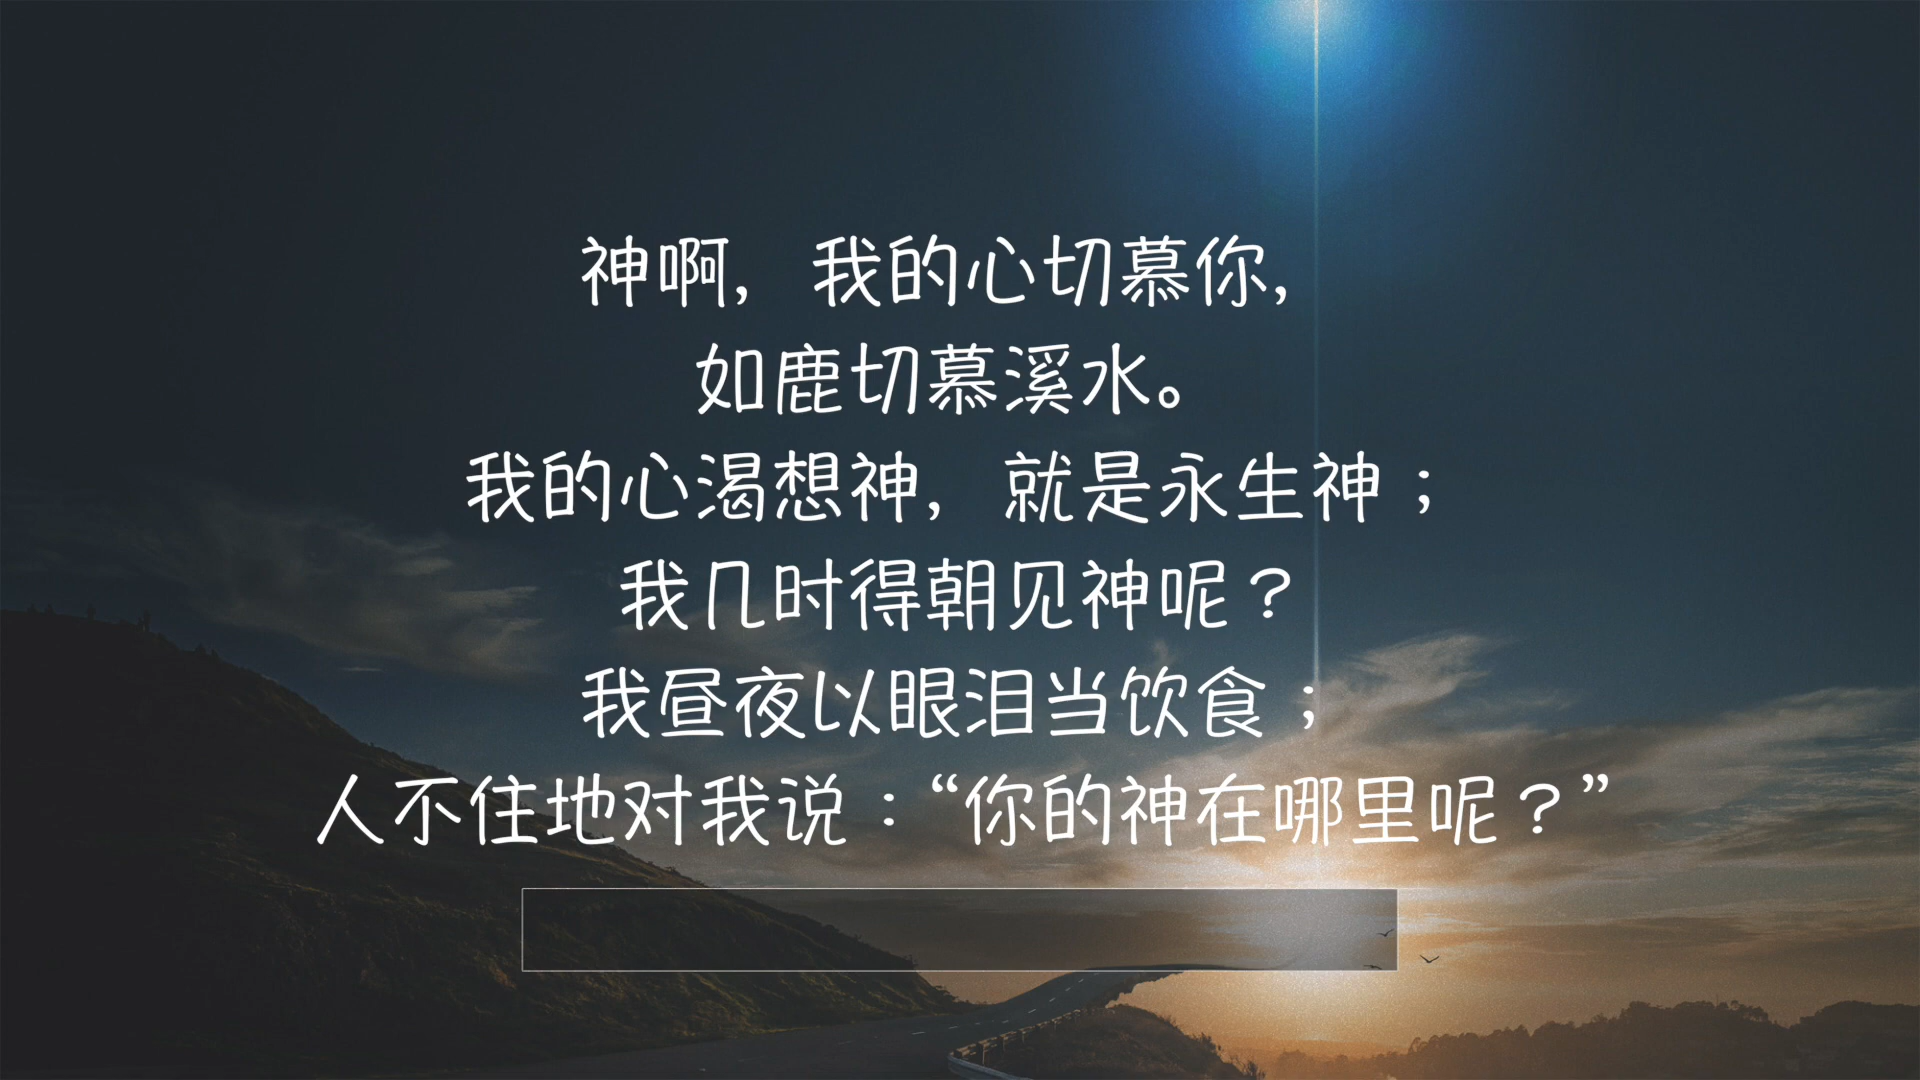 神啊，我的心切慕你，
如鹿切慕溪水。
我的心渴想神，就是永生神；
我几时得朝见神呢？
我昼夜以眼泪当饮食；
人不住地对我说：“你的神在哪里呢？”